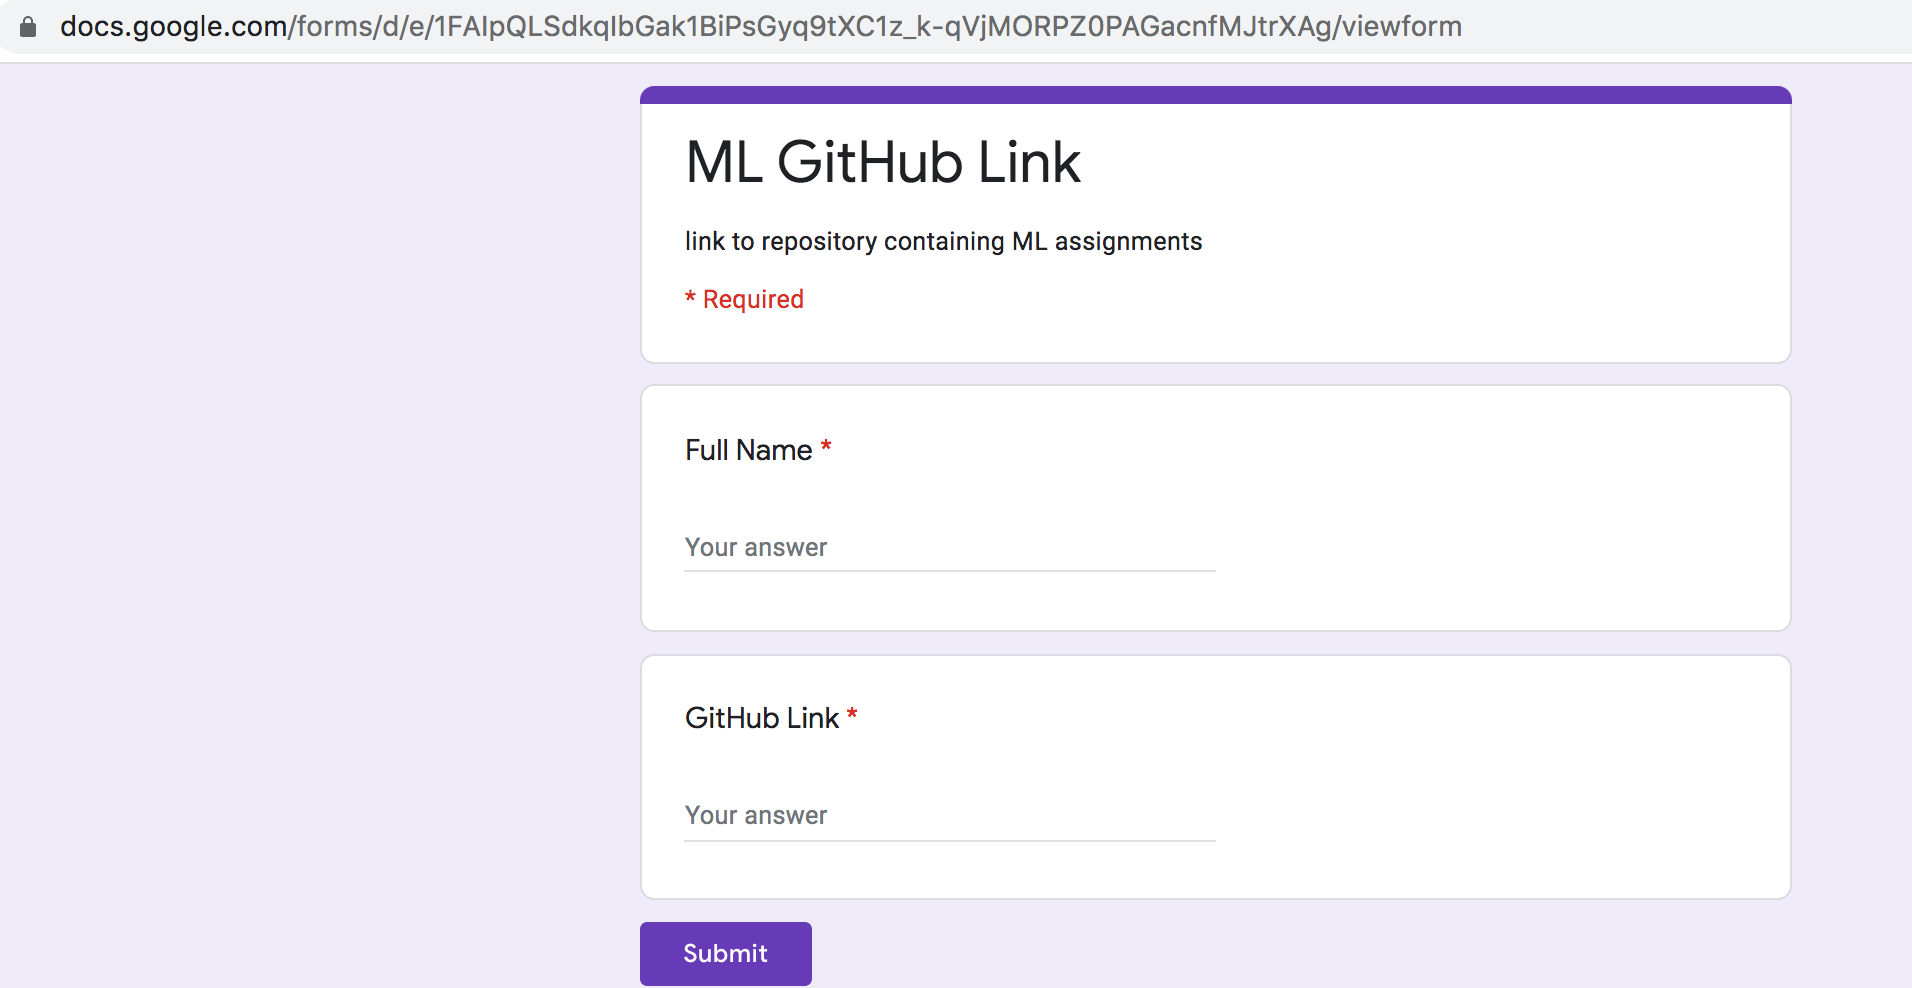 docs.google.com/forms/d/e/1FAIpQLSdkqIbGak1BiPsGyq9tXC1z_k-qVjMORPZ0PAGacnfMJtrXAg/viewform
ML GitHub Link
link to repository containing ML assignments
* Required
Full Name *
Your answer
GitHub Link *
Your answer
Submit